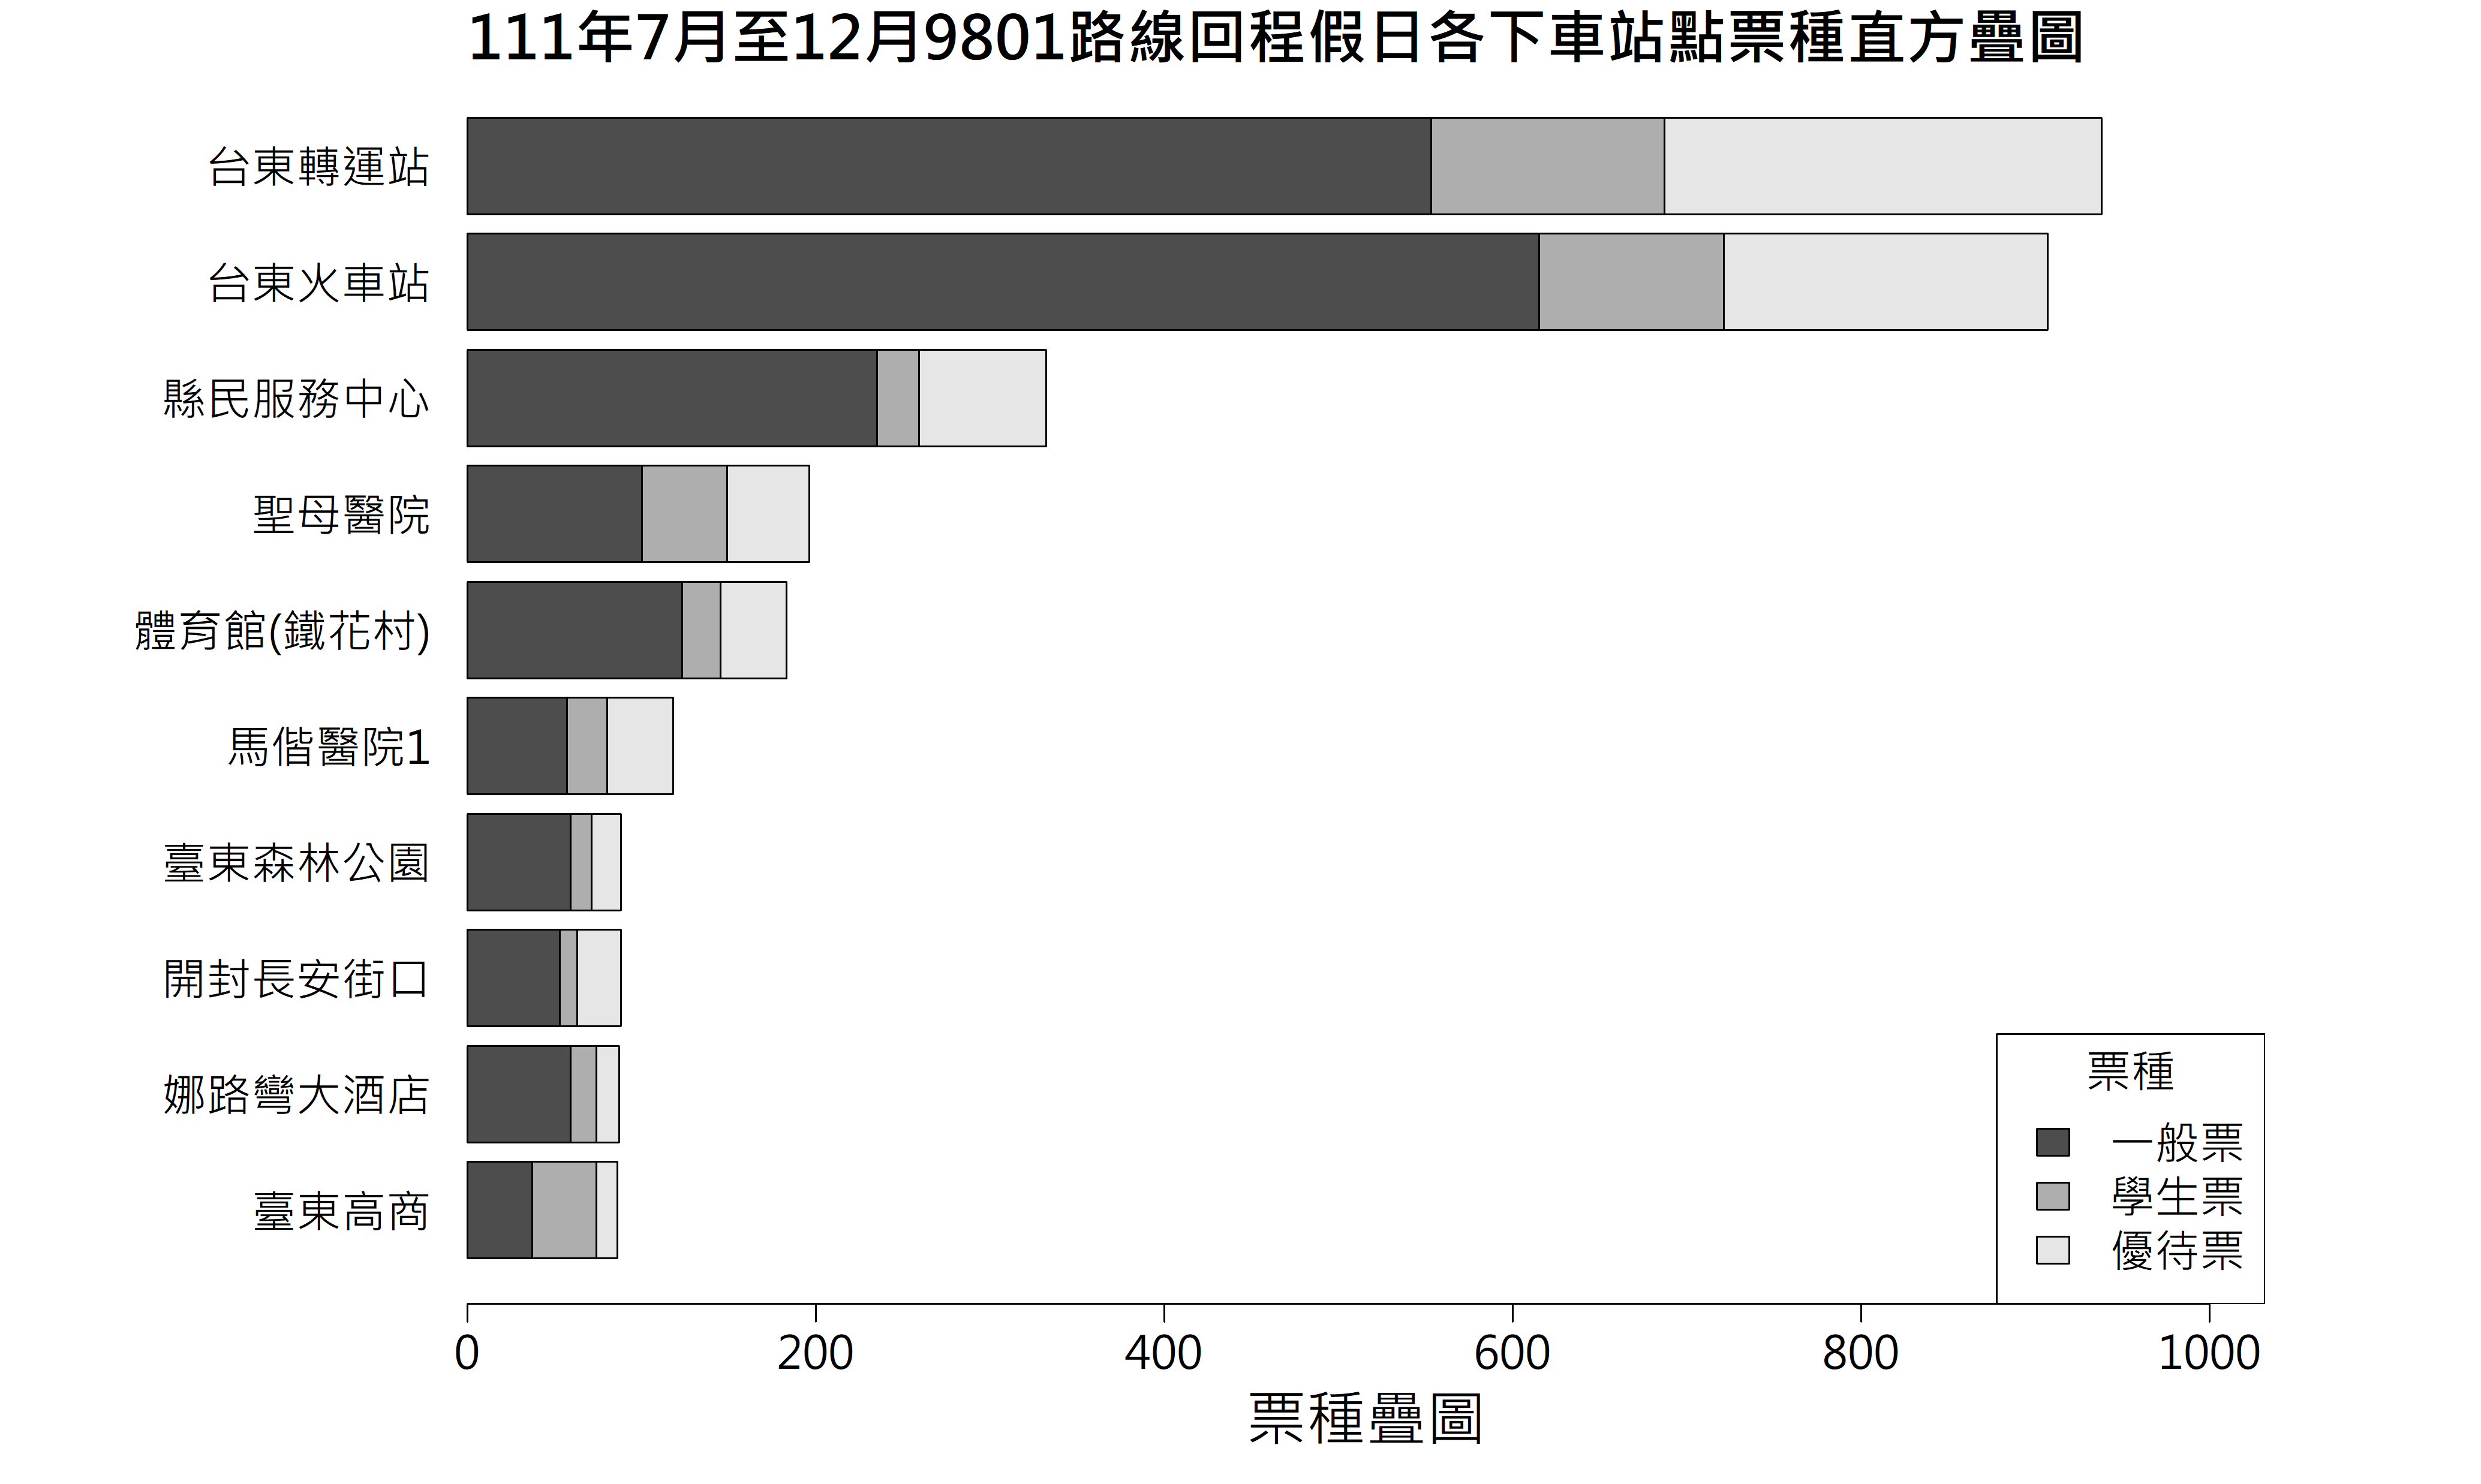 111年7月至12月9801路線回程假日各下車站點票種直方疊圖
台東轉運站
台東火車站
縣民服務中心
聖母醫院
體育館(鐵花村)
馬偕醫院1
臺東森林公園
開封長安街口
娜路彎大酒店
臺東高商
票種
一般票
學生票
優待票
0 200 400 600 800 1000
票種疊圖